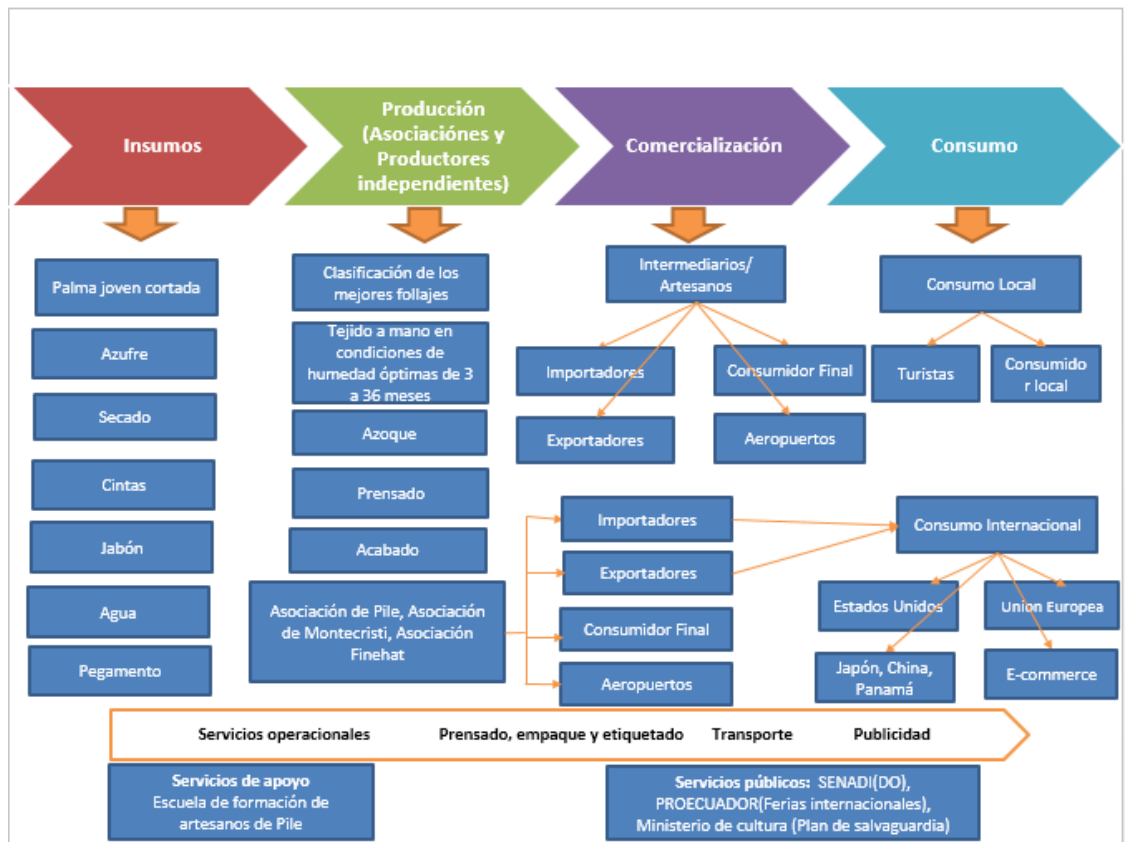 Insumos
Producción
(Asociaciónes y
Productores
independientes)
Comercialización
Consumo
Palma joven cortada
Azufre
Secado
Cintas
Jabón
Agua
Pegamento
Clasificación de los
mejores follajes
Tejido a mano en
condiciones de
humedad óptimas de 3
a 36 meses
Azoque
Prensado
Acabado
Asociación de Pile, Asociación
de Montecristi, Asociación
Finehat
Intermediarios/
Artesanos
Importadores
Consumidor Final
Exportadores
Aeropuertos
Importadores
Exportadores
Consumidor Final
Aeropuertos
Consumo Local
Turistas
Consumido
r local
Consumo Internacional
Estados Unidos
Union Europea
Japón, China,
Panamá
E-commerce
Servicios operacionales
Prensado, empaque y etiquetado
Transporte
Publicidad
Servicios de apoyo
Escuela de formación de
artesanos de Pile
Servicios públicos: SENADI(DO),
PROECUADOR(Ferias internacionales),
Ministerio de cultura (Plan de salvaguardia)